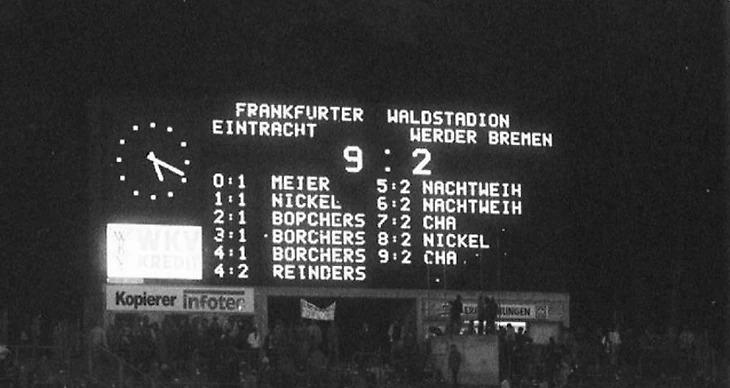 FRANKFURTER WALDSTADION
EINTRACHT WERDER BREMEN
9 : 2
0:1 MEIER 5:2 NACHTWEIH
1:1 NICKEL 6:2 NACHTWEIH
2:1 BOPCHERS 7:2 CHA
3:1 BORCHERS 8:2 NICKEL
4:1 BORCHERS 9:2 CHA
4:2 REINDERS
WKV
KREDIT
Kopierer infotec